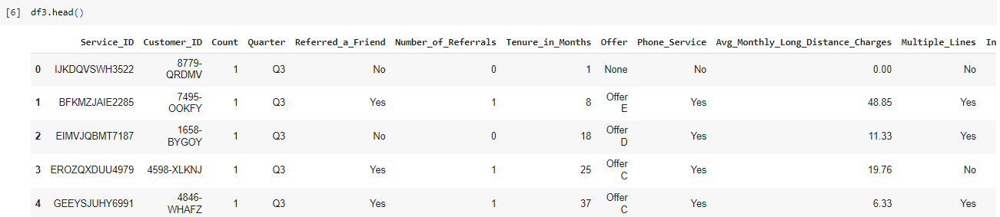 [6] df3.head()
Service_ID Customer_ID Count Quarter Referred_a_Friend Number_of_Referrals Tenure_in_Months Offer Phone_Service Avg_Monthly_Long_Distance_Charges Multiple_Lines In
0 IJKDQVSWH3522 8779-QRDMV 1 Q3 No 0 1 None No 0.00 No
1 BFKMZJAIE2285 7495-OOKFY 1 Q3 Yes 1 8 Offer E Yes 48.85 Yes
2 EIMVJQBMT7187 1658-BYGOY 1 Q3 No 0 18 Offer D Yes 11.33 Yes
3 EROZQXDUU4979 4598-XLKNJ 1 Q3 Yes 1 25 Offer C Yes 19.76 No
4 GEEYSJUHY6991 4846-WHAFZ 1 Q3 Yes 1 37 Offer C Yes 6.33 Yes